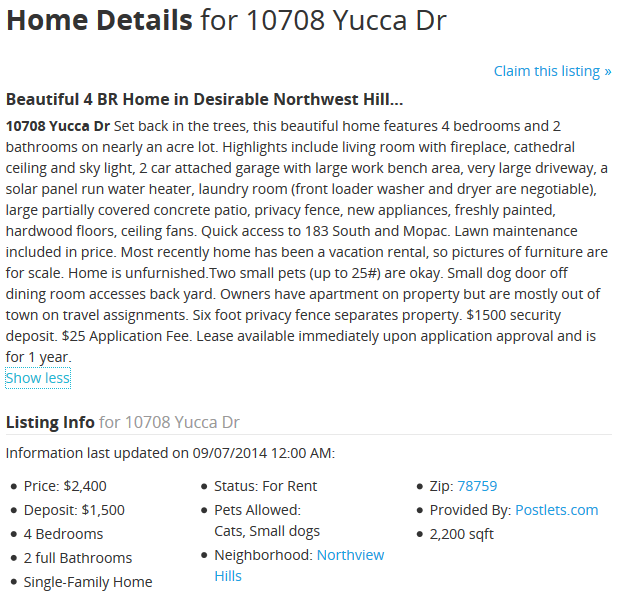 Home Details for 10708 Yucca Dr
Claim this listing »
Beautiful 4 BR Home in Desirable Northwest Hill...
10708 Yucca Dr Set back in the trees, this beautiful home features 4 bedrooms and 2
bathrooms on nearly an acre lot. Highlights include living room with fireplace, cathedral
ceiling and sky light, 2 car attached garage with large work bench area, very large driveway, a
solar panel run water heater, laundry room (front loader washer and dryer are negotiable),
large partially covered concrete patio, privacy fence, new appliances, freshly painted,
hardwood floors, ceiling fans. Quick access to 183 South and Mopac. Lawn maintenance
included in price. Most recently home has been a vacation rental, so pictures of furniture are
for scale. Home is unfurnished.Two small pets (up to 25#) are okay. Small dog door off
dining room accesses back yard. Owners have apartment on property but are mostly out of
town on travel assignments. Six foot privacy fence separates property. $1500 security
deposit. $25 Application Fee. Lease available immediately upon application approval and is
for 1 year.
Show less
Listing Info for 10708 Yucca Dr
Information last updated on 09/07/2014 12:00 AM:
• Price: $2,400
• Deposit: $1,500
• 4 Bedrooms
• 2 full Bathrooms
• Single-Family Home
• Status: For Rent
• Pets Allowed:
Cats, Small dogs
• Neighborhood: Northview
Hills
• Zip: 78759
• Provided By: Postlets.com
• 2,200 sqft